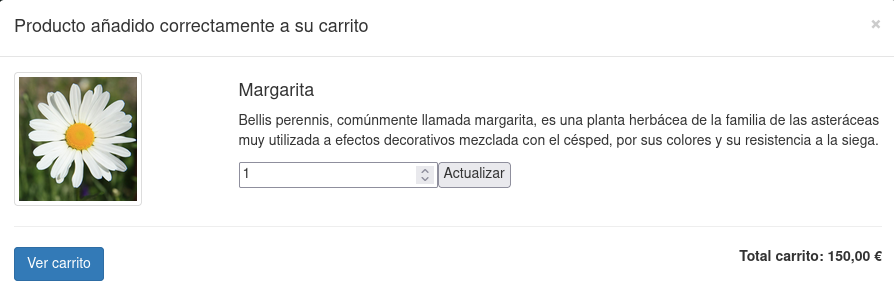 Producto añadido correctamente a su carrito
×
Margarita
Bellis perennis, comúnmente llamada margarita, es una planta herbácea de la familia de las asteráceas
muy utilizada a efectos decorativos mezclada con el césped, por sus colores y su resistencia a la siega.
1
Actualizar
Ver carrito
Total carrito: 150,00 €